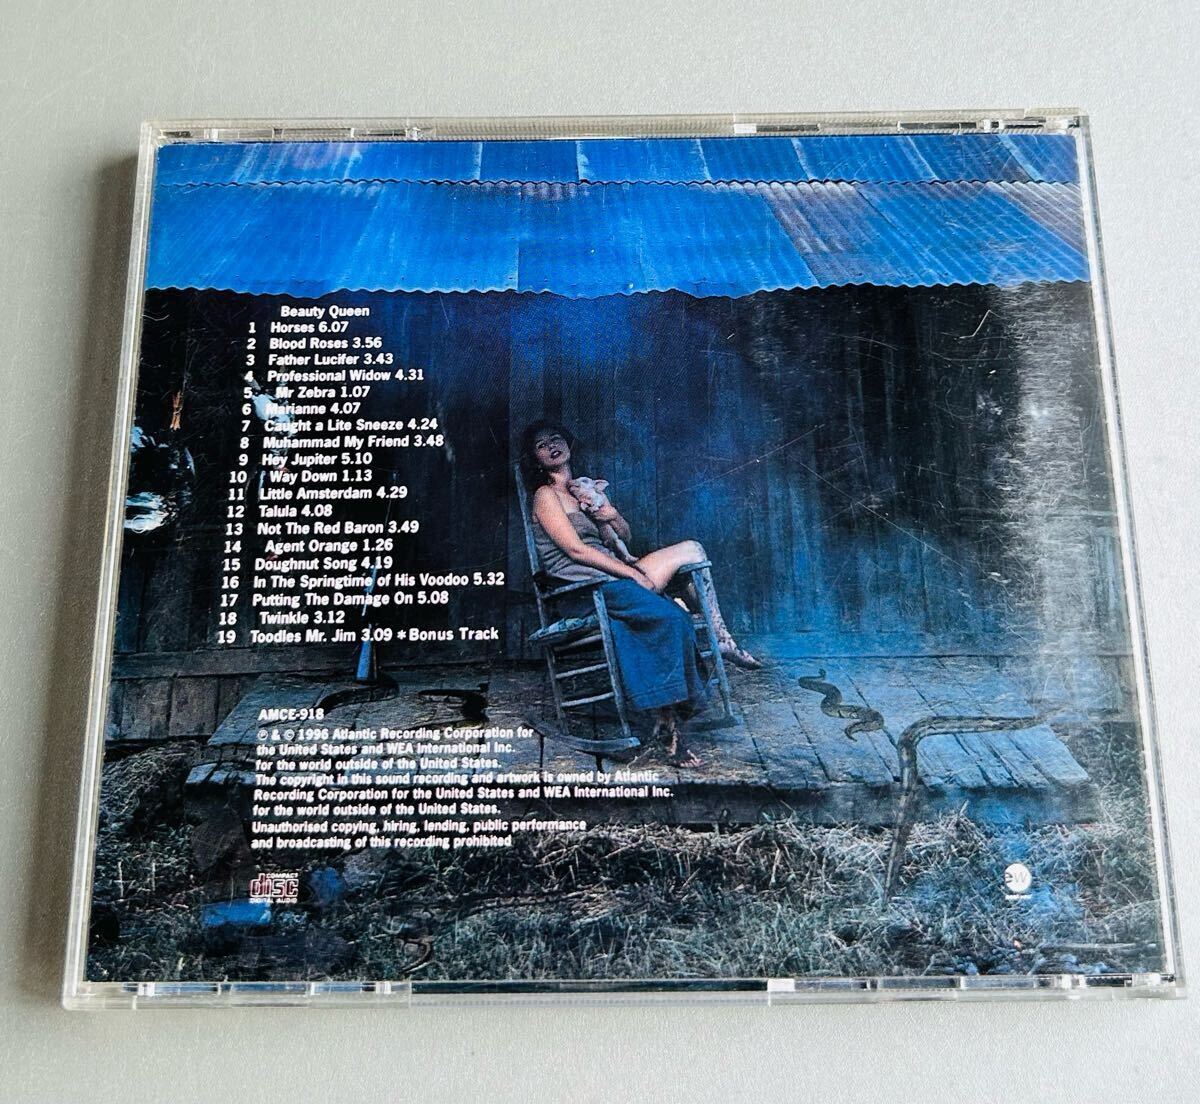 Beauty Queen
1 Horses 6.07
2 Blood Roses 3.56
3 Father Lucifer 3.43
4 Professional Widow 4.31
5 Mr Zebra 1.07
6 Marianne 4.07
7 Caught a Lite Sneeze 4.24
8 Muhammad My Friend 3.48
9 Hey Jupiter 5.10
10 Way Down 1.13
11 Little Amsterdam 4.29
12 Talula 4.08
13 Not The Red Baron 3.49
14 Agent Orange 1.26
15 Doughnut Song 4.19
16 In The Springtime of His Voodoo 5.32
17 Putting The Damage On 5.08
18 Twinkle 3.12
19 Toodles Mr. Jim 3.09 *Bonus Track
AMCE-918
℗ & © 1996 Atlantic Recording Corporation for
the United States and WEA International Inc.
for the world outside of the United States.
The copyright in this sound recording and artwork is owned by Atlantic
Recording Corporation for the United States and WEA International Inc.
for the world outside of the United States.
Unauthorised copying, hiring, lending, public performance
and broadcasting of this recording prohibited
COMPACT
disc
DIGITAL AUDIO
ew